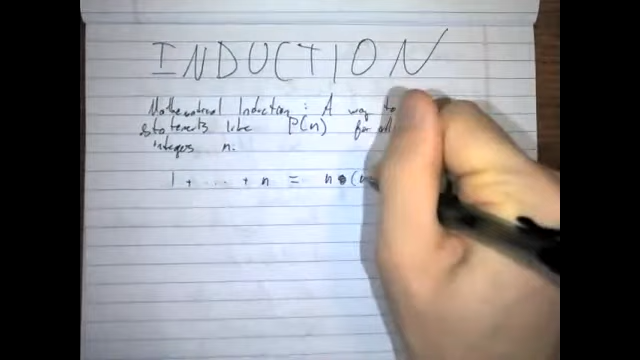 INDUCTION
Mathematical Induction: A way to
statements like P(n) for all
integers n:
1 + ... + n = n • (n